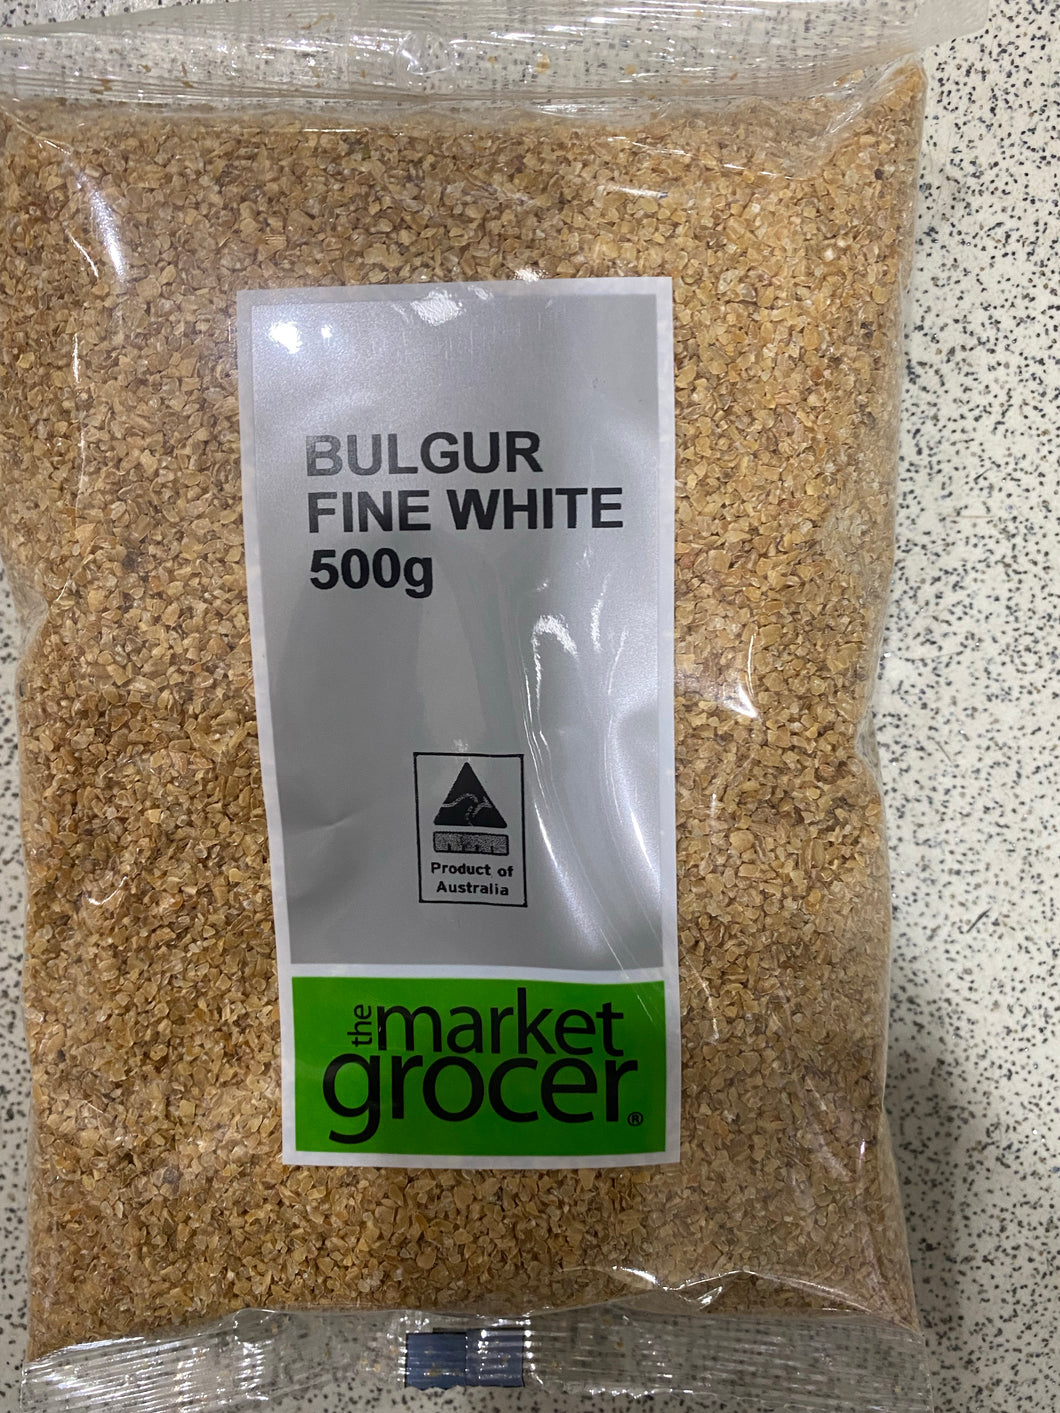 BULGUR
FINE WHITE
500g
Product of
Australia
the market
grocer®